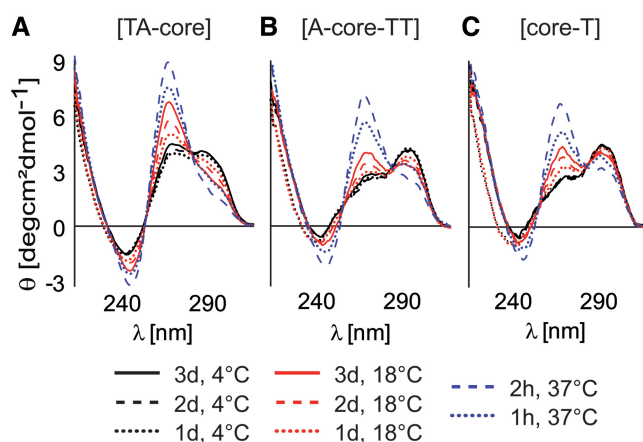 A [TA-core] B [A-core-TT] C [core-T]
9
6
3
0
-3
θ [degcm²dmol⁻¹]
240 290 240 290 240 290
λ [nm] λ [nm] λ [nm]
3d, 4°C 3d, 18°C
2d, 4°C 2d, 18°C 2h, 37°C
1d, 4°C 1d, 18°C 1h, 37°C